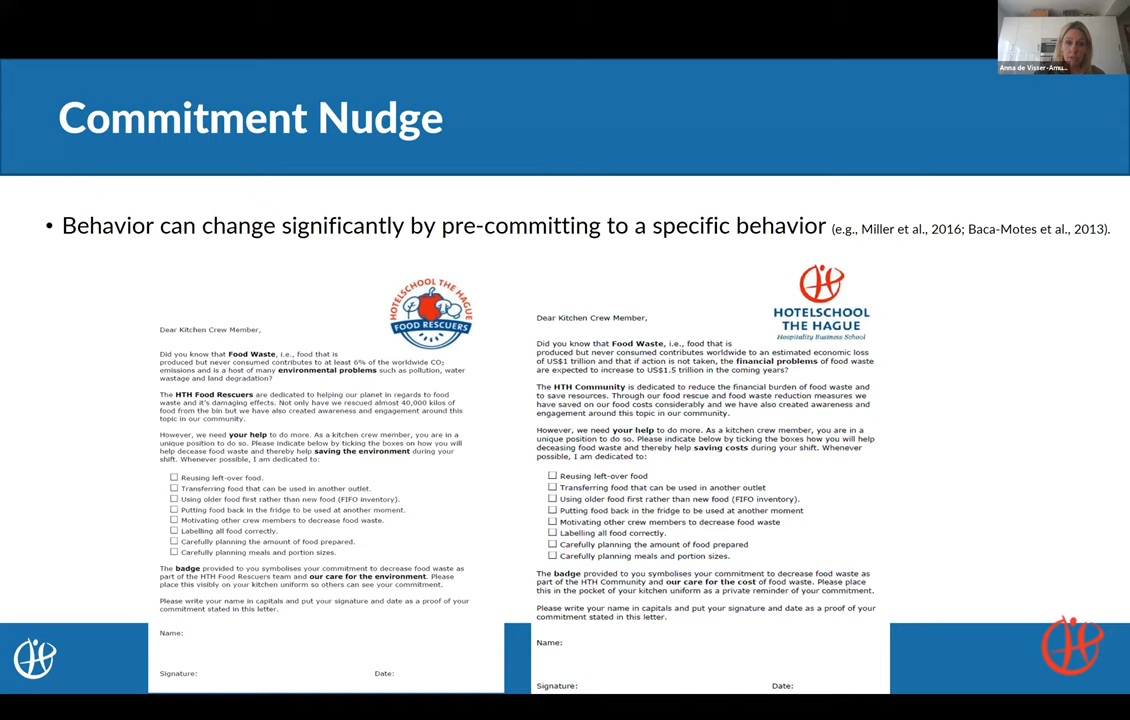 Anna de Visser-Amu...
Commitment Nudge
• Behavior can change significantly by pre-committing to a specific behavior (e.g., Miller et al., 2016; Baca-Motes et al., 2013).
HOTELSCHOOL THE HAGUE
FOOD RESCUERS
Dear Kitchen Crew Member,
Did you know that Food Waste, i.e., food that is
produced but never consumed contributes to at least 6% of the worldwide CO₂
emissions and is a host of many environmental problems such as pollution, water
wastage and land degradation?
The HTH Food Rescuers are dedicated to helping our planet in regards to food
waste and it's damaging effects. Not only have we rescued almost 40,000 kilos of
food from the bin but we have also created awareness and engagement around this
topic in our community.
However, we need your help to do more. As a kitchen crew member, you are in a
unique position to do so. Please indicate below by ticking the boxes on how you will
help decease food waste and thereby help saving the environment during your
shift. Whenever possible, I am dedicated to:
☐ Reusing left-over food.
☐ Transferring food that can be used in another outlet.
☐ Using older food first rather than new food (FIFO inventory).
☐ Putting food back in the fridge to be used at another moment.
☐ Motivating other crew members to decrease food waste.
☐ Labelling all food correctly.
☐ Carefully planning the amount of food prepared.
☐ Carefully planning meals and portion sizes.
The badge provided to you symbolises your commitment to decrease food waste as
part of the HTH Food Rescuers team and our care for the environment. Please
place this visibly on your kitchen uniform so others can see your commitment.
Please write your name in capitals and put your signature and date as a proof of your
commitment stated in this letter.
Name:
Signature: Date:
HOTELSCHOOL
THE HAGUE
Hospitality Business School
Dear Kitchen Crew Member,
Did you know that Food Waste, i.e., food that is
produced but never consumed contributes worldwide to an estimated economic loss
of US$1 trillion and that if action is not taken, the financial problems of food waste
are expected to increase to US$1.5 trillion in the coming years?
The HTH Community is dedicated to reduce the financial burden of food waste and
to save resources. Through our food rescue and food waste reduction measures we
have saved on our food costs considerably and we have also created awareness and
engagement around this topic in our community.
However, we need your help to do more. As a kitchen crew member, you are in a
unique position to do so. Please indicate below by ticking the boxes how you will help
deceasing food waste and thereby help saving costs during your shift. Whenever
possible, I am dedicated to:
☐ Reusing left-over food
☐ Transferring food that can be used in another outlet
☐ Using older food first rather than new food (FIFO inventory).
☐ Putting food back in the fridge to be used at another moment
☐ Motivating other crew members to decrease food waste
☐ Labelling all food correctly.
☐ Carefully planning the amount of food prepared
☐ Carefully planning meals and portion sizes.
The badge provided to you symbolises your commitment to decrease food waste as
part of the HTH Community and our care for the cost of food waste. Please place
this in the pocket of your kitchen uniform as a private reminder of your commitment.
Please write your name in capitals and put your signature and date as a proof of your
commitment stated in this letter.
Name:
Signature: Date: